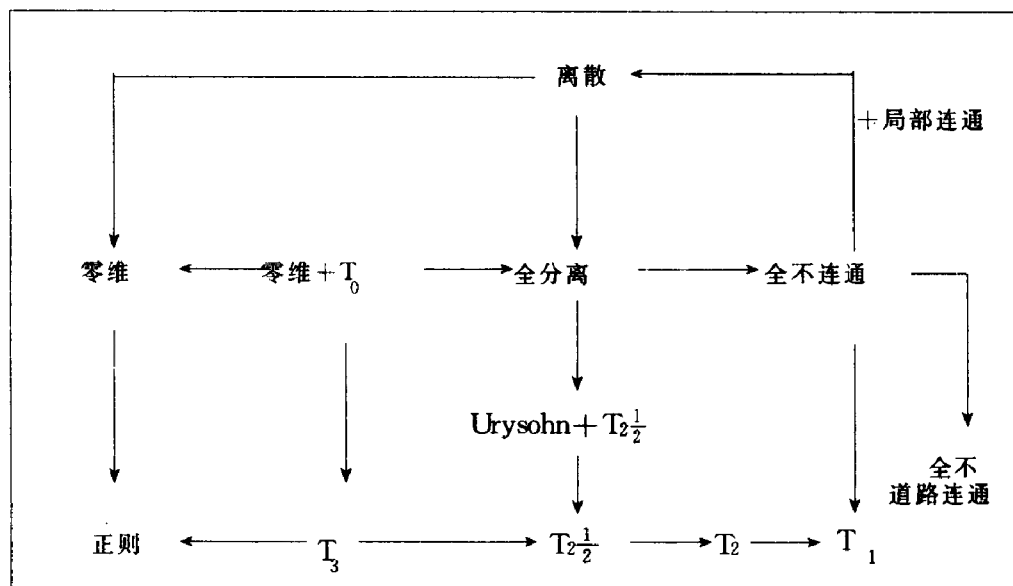 离散
+局部连通
零维
零维+T₀
全分离
全不连通
Urysohn+T₂½
全不
道路连通
正则
T₃
T₂½
T₂
T₁